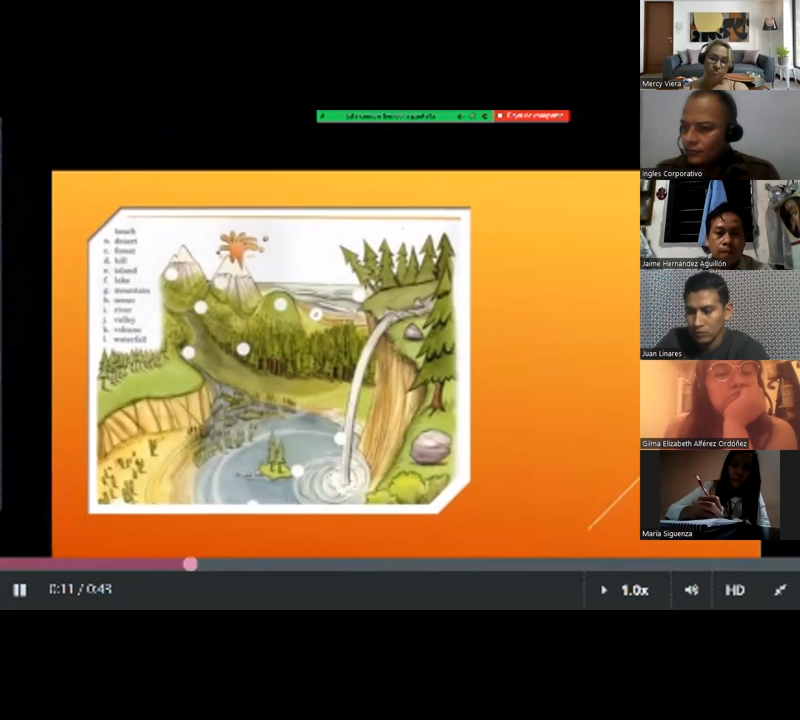 Mercy Viera
Ingles Corporativo
beach
desert
c. forest
d. hill
e. island
f. lake
g. mountain
h. ocean
i. river
j. valley
k. volcano
l. waterfall
Jaime Hernández Aguillón
Juan Linares
Gilma Elizabeth Alférez Ordóñez
María Siguenza
0:11 / 0:43
1.0x
HD